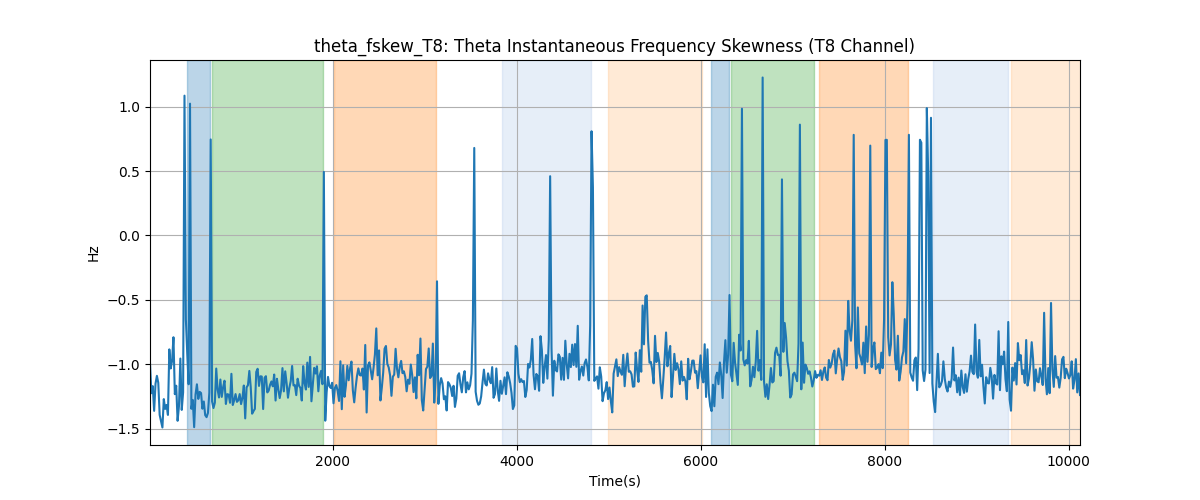 theta_fskew_T8: Theta Instantaneous Frequency Skewness (T8 Channel)
1.0
0.5
0.0
−0.5
−1.0
−1.5
Hz
2000 4000 6000 8000 10000
Time(s)